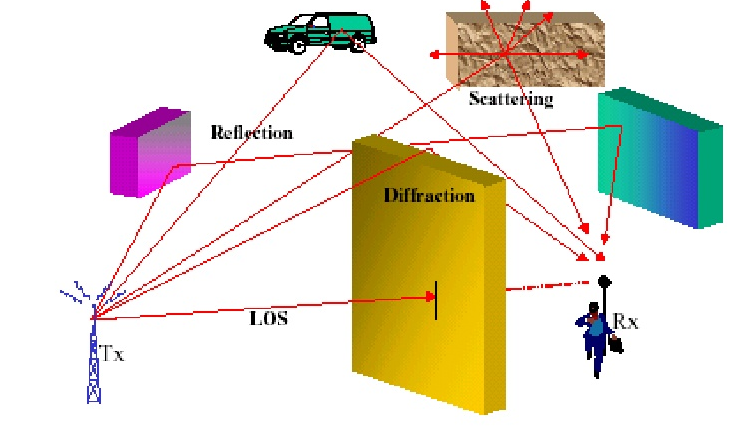 Scattering
Reflection
Diffraction
LOS
Rx
Tx